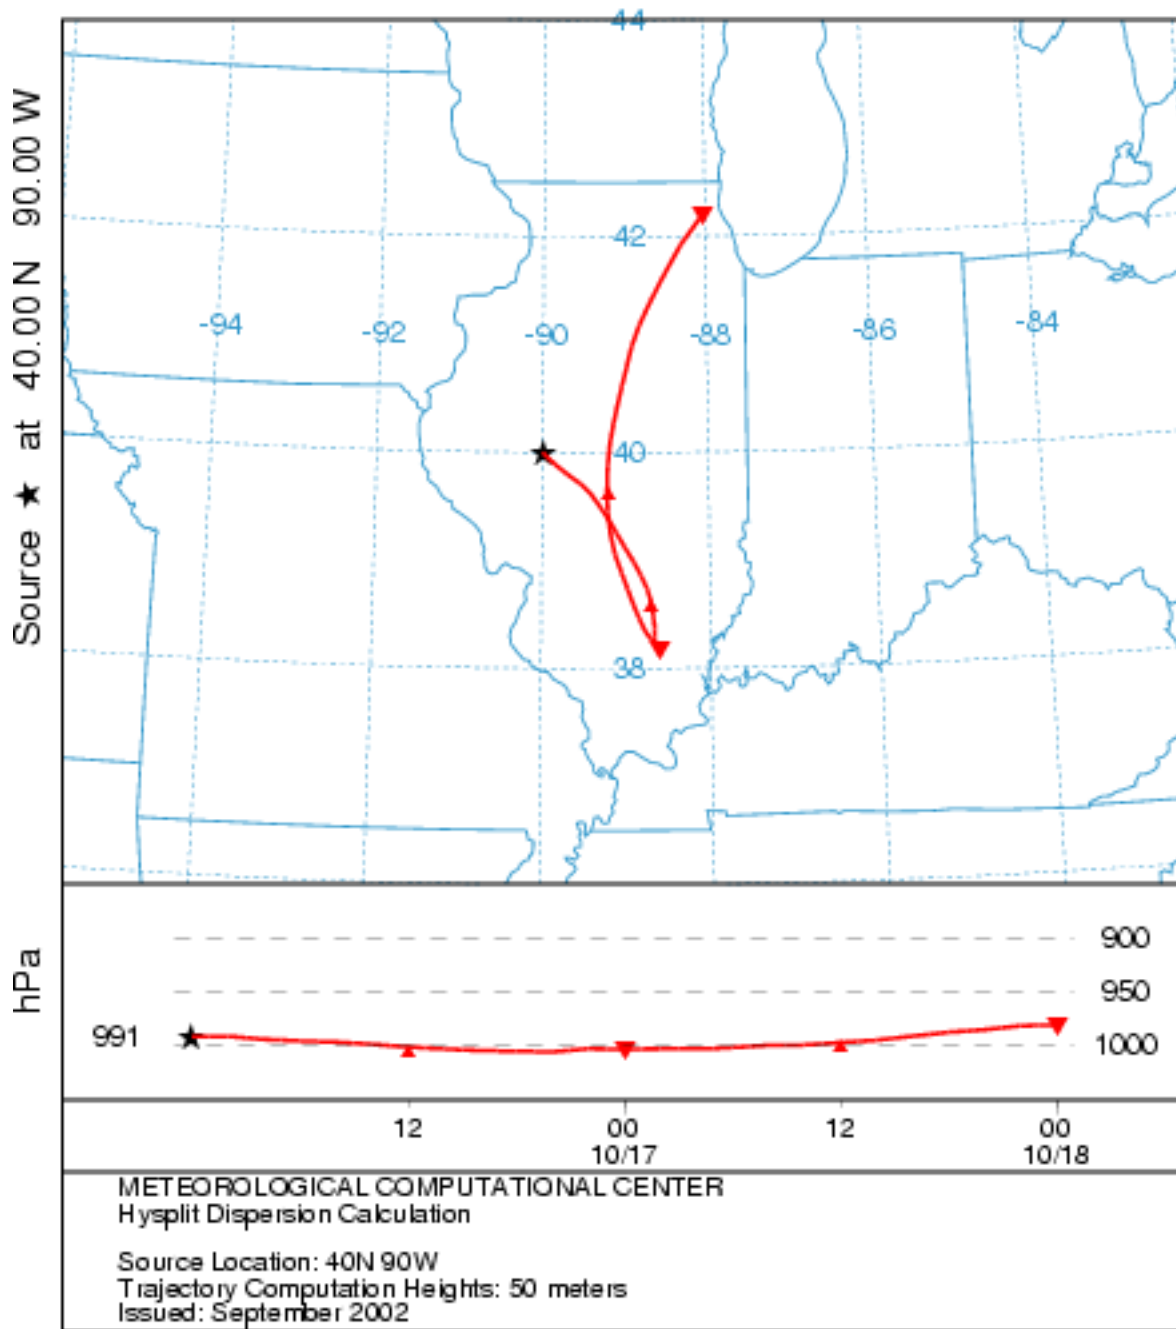 Source ★ at 40.00 N 90.00 W
44
42
-94
-92
-90
-88
-86
-84
40
38
hPa
900
950
991
1000
12
00
12
00
10/17
10/18
METEOROLOGICAL COMPUTATIONAL CENTER
Hysplit Dispersion Calculation
Source Location: 40N 90W
Trajectory Computation Heights: 50 meters
Issued: September 2002